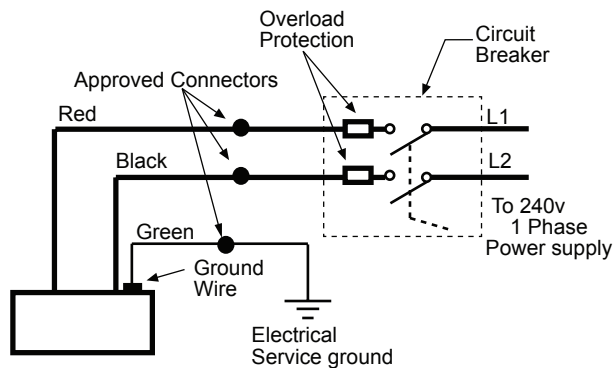 Overload
Protection
Circuit
Breaker
Approved Connectors
Red
L1
Black
L2
To 240v
1 Phase
Power supply
Green
Ground
Wire
Electrical
Service ground